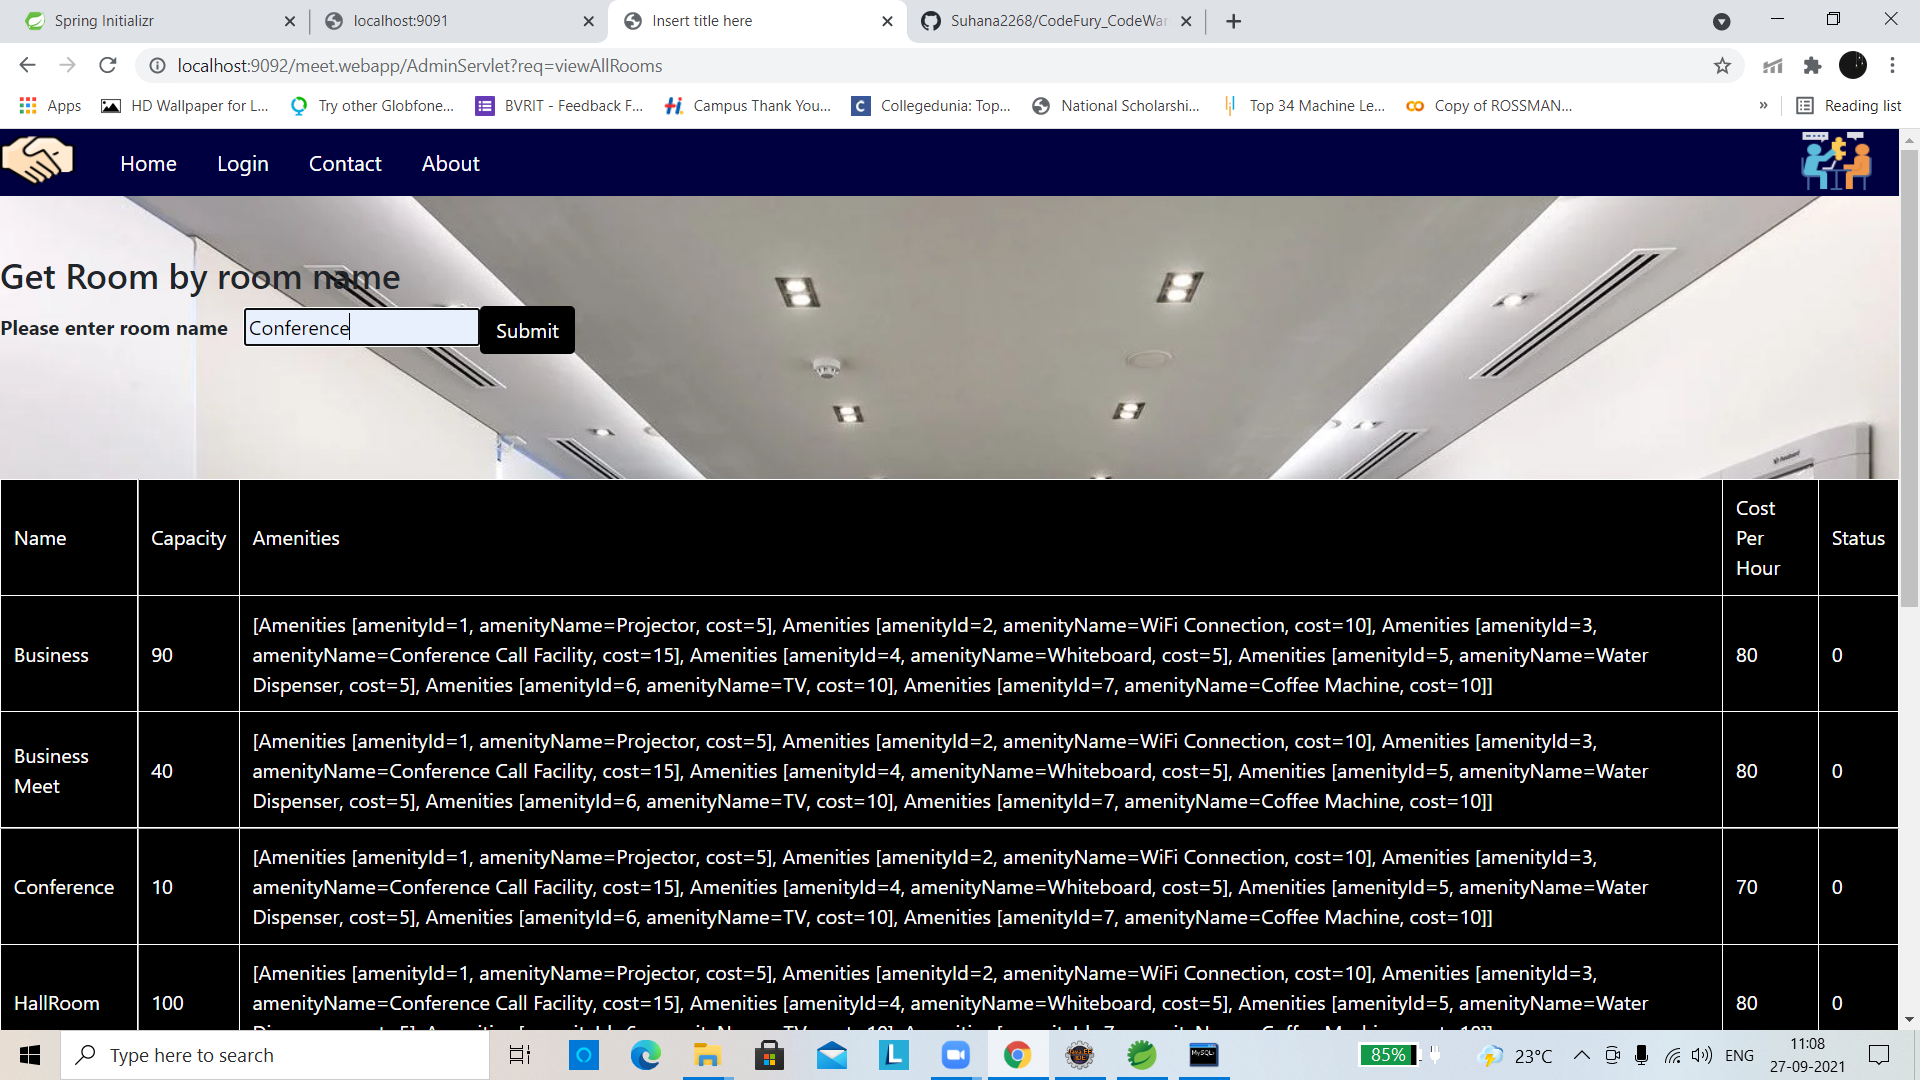 Spring Initializr
localhost:9091
Insert title here
Suhana2268/CodeFury_CodeWar
localhost:9092/meet.webapp/AdminServlet?req=viewAllRooms
Apps
HD Wallpaper for L...
Try other Globfone...
BVRIT - Feedback F...
Campus Thank You...
Collegedunia: Top...
National Scholarshi...
Top 34 Machine Le...
Copy of ROSSMAN...
»
Reading list
Home Login Contact About
Get Room by room name
Please enter room name Conference Submit
Name Capacity Amenities Cost Per Hour Status
Business 90
[Amenities [amenityId=1, amenityName=Projector, cost=5], Amenities [amenityId=2, amenityName=WiFi Connection, cost=10], Amenities [amenityId=3,
amenityName=Conference Call Facility, cost=15], Amenities [amenityId=4, amenityName=Whiteboard, cost=5], Amenities [amenityId=5, amenityName=Water
Dispenser, cost=5], Amenities [amenityId=6, amenityName=TV, cost=10], Amenities [amenityId=7, amenityName=Coffee Machine, cost=10]]
80 0
Business Meet 40
[Amenities [amenityId=1, amenityName=Projector, cost=5], Amenities [amenityId=2, amenityName=WiFi Connection, cost=10], Amenities [amenityId=3,
amenityName=Conference Call Facility, cost=15], Amenities [amenityId=4, amenityName=Whiteboard, cost=5], Amenities [amenityId=5, amenityName=Water
Dispenser, cost=5], Amenities [amenityId=6, amenityName=TV, cost=10], Amenities [amenityId=7, amenityName=Coffee Machine, cost=10]]
80 0
Conference 10
[Amenities [amenityId=1, amenityName=Projector, cost=5], Amenities [amenityId=2, amenityName=WiFi Connection, cost=10], Amenities [amenityId=3,
amenityName=Conference Call Facility, cost=15], Amenities [amenityId=4, amenityName=Whiteboard, cost=5], Amenities [amenityId=5, amenityName=Water
Dispenser, cost=5], Amenities [amenityId=6, amenityName=TV, cost=10], Amenities [amenityId=7, amenityName=Coffee Machine, cost=10]]
70 0
HallRoom 100
[Amenities [amenityId=1, amenityName=Projector, cost=5], Amenities [amenityId=2, amenityName=WiFi Connection, cost=10], Amenities [amenityId=3,
amenityName=Conference Call Facility, cost=15], Amenities [amenityId=4, amenityName=Whiteboard, cost=5], Amenities [amenityId=5, amenityName=Water
80 0
Type here to search
85%
23°C
ENG
11:08
27-09-2021